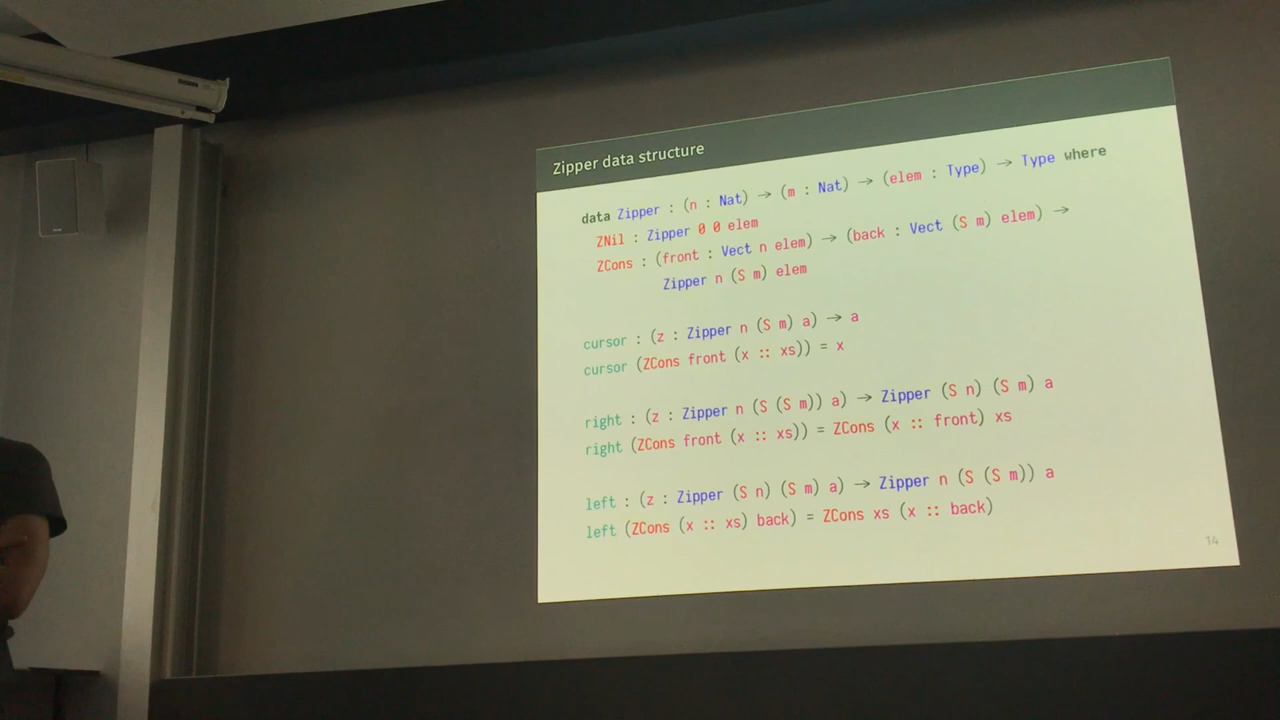 Zipper data structure
data Zipper : (n : Nat) → (m : Nat) → (elem : Type) → Type where
ZNil : Zipper 0 0 elem
ZCons : (front : Vect n elem) → (back : Vect (S m) elem) →
Zipper n (S m) elem
cursor : (z : Zipper n (S m) a) → a
cursor (ZCons front (x :: xs)) = x
right : (z : Zipper n (S (S m)) a) → Zipper (S n) (S m) a
right (ZCons front (x :: xs)) = ZCons (x :: front) xs
left : (z : Zipper (S n) (S m) a) → Zipper n (S (S m)) a
left (ZCons (x :: xs) back) = ZCons xs (x :: back)
14